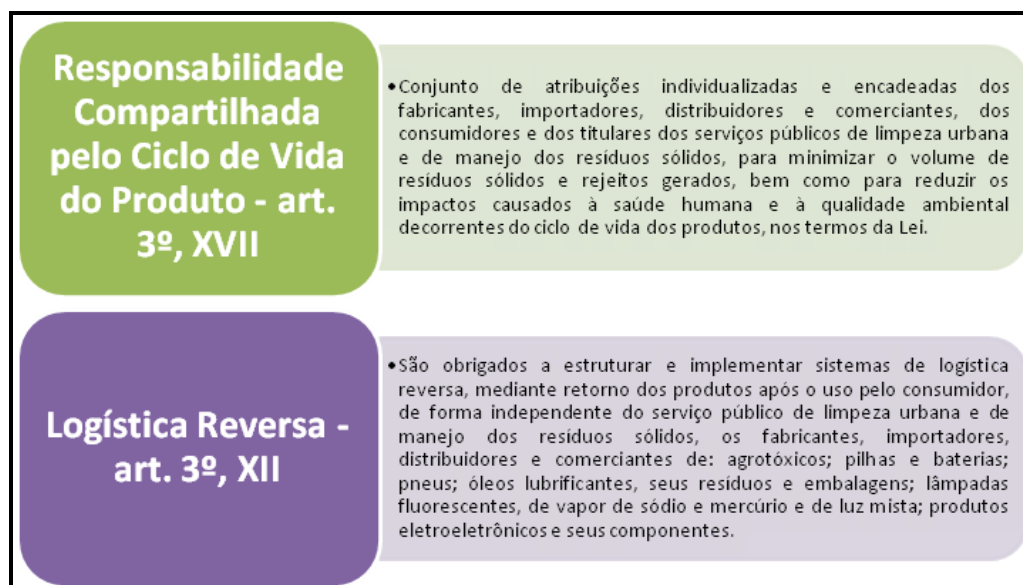 Responsabilidade
Compartilhada
pelo Ciclo de Vida
do Produto - art.
3º, XVII
•Conjunto de atribuições individualizadas e encadeadas dos
fabricantes, importadores, distribuidores e comerciantes, dos
consumidores e dos titulares dos serviços públicos de limpeza urbana
e de manejo dos resíduos sólidos, para minimizar o volume de
resíduos sólidos e rejeitos gerados, bem como para reduzir os
impactos causados à saúde humana e à qualidade ambiental
decorrentes do ciclo de vida dos produtos, nos termos da Lei.
Logística Reversa -
art. 3º, XII
•São obrigados a estruturar e implementar sistemas de logística
reversa, mediante retorno dos produtos após o uso pelo consumidor,
de forma independente do serviço público de limpeza urbana e de
manejo dos resíduos sólidos, os fabricantes, importadores,
distribuidores e comerciantes de: agrotóxicos; pilhas e baterias;
pneus; óleos lubrificantes, seus resíduos e embalagens; lâmpadas
fluorescentes, de vapor de sódio e mercúrio e de luz mista; produtos
eletroeletrônicos e seus componentes.